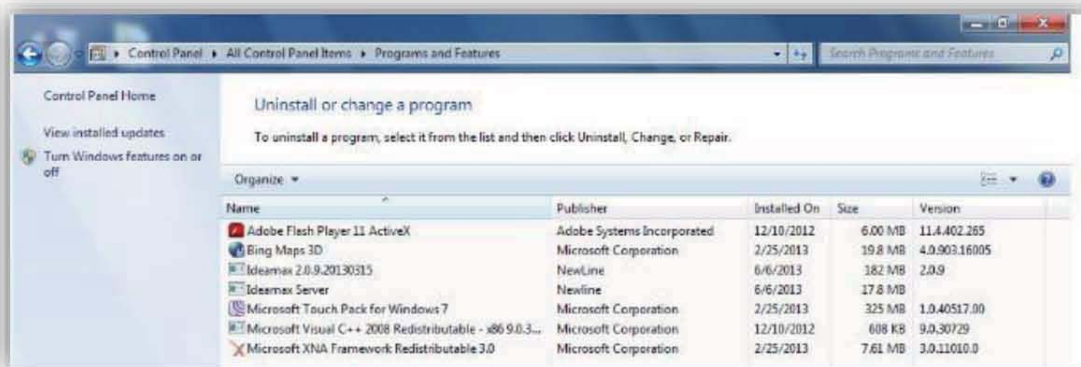 Control Panel ▸ All Control Panel Items ▸ Programs and Features
Search Programs and Features
Control Panel Home
View installed updates
Turn Windows features on or
off
Uninstall or change a program
To uninstall a program, select it from the list and then click Uninstall, Change, or Repair.
Organize
Name Publisher Installed On Size Version
Adobe Flash Player 11 ActiveX Adobe Systems Incorporated 12/10/2012 6.00 MB 11.4.402.265
Bing Maps 3D Microsoft Corporation 2/25/2013 19.8 MB 4.0.903.16005
Ideamax 2.0.9.20130315 NewLine 6/6/2013 182 MB 2.0.9
Ideamax Server Newline 6/6/2013 17.8 MB
Microsoft Touch Pack for Windows 7 Microsoft Corporation 2/25/2013 325 MB 1.0.40517.00
Microsoft Visual C++ 2008 Redistributable - x86 9.0.3... Microsoft Corporation 12/10/2012 608 KB 9.0.30729
Microsoft XNA Framework Redistributable 3.0 Microsoft Corporation 2/25/2013 7.61 MB 3.0.11010.0